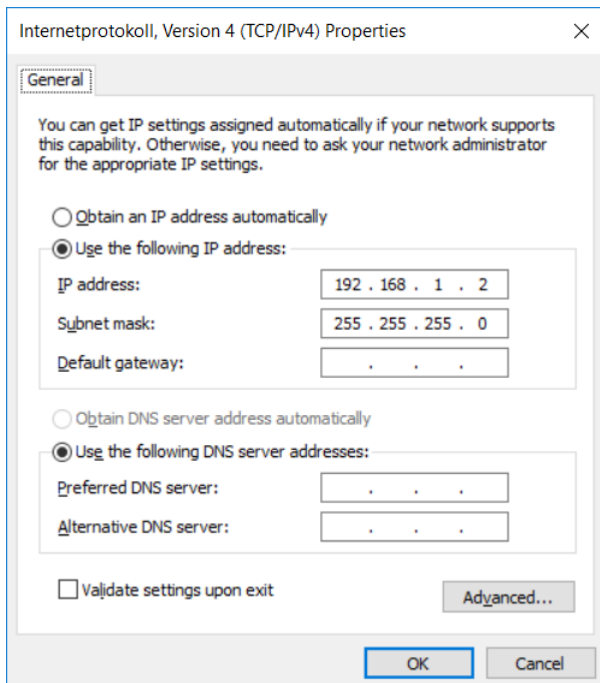 Internetprotokoll, Version 4 (TCP/IPv4) Properties
General
You can get IP settings assigned automatically if your network supports
this capability. Otherwise, you need to ask your network administrator
for the appropriate IP settings.
Obtain an IP address automatically
Use the following IP address:
IP address: 192 . 168 . 1 . 2
Subnet mask: 255 . 255 . 255 . 0
Default gateway: . . .
Obtain DNS server address automatically
Use the following DNS server addresses:
Preferred DNS server: . . .
Alternative DNS server: . . .
Validate settings upon exit
Advanced...
OK Cancel